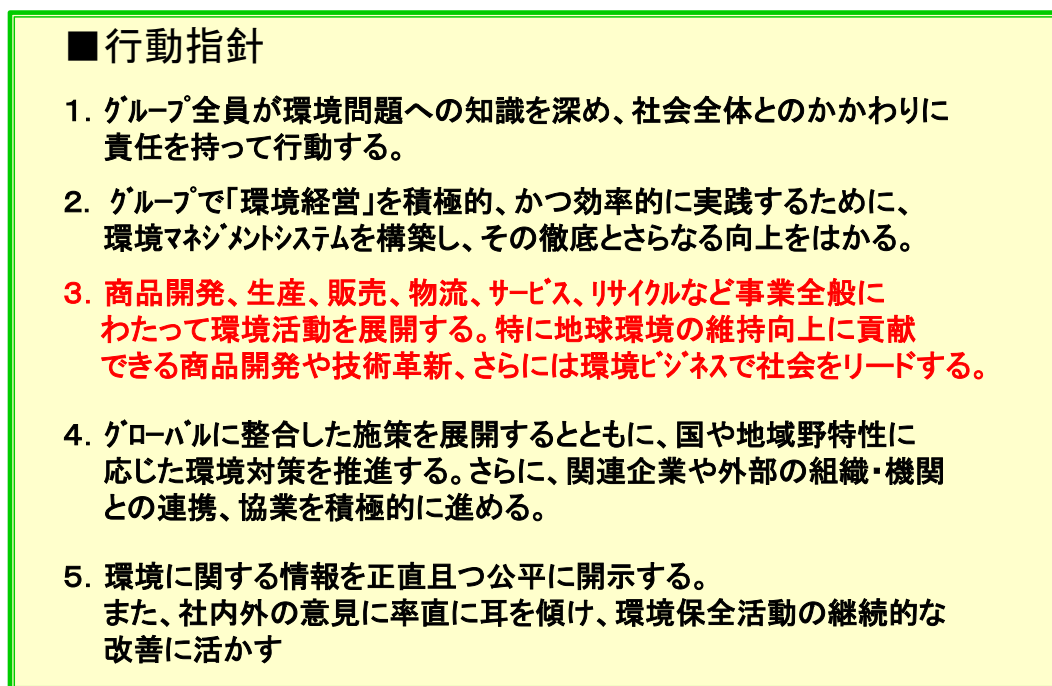 ■行動指針
1. グループ全員が環境問題への知識を深め、社会全体とのかかわりに
責任を持って行動する。
2. グループで「環境経営」を積極的、かつ効率的に実践するために、
環境マネジメントシステムを構築し、その徹底とさらなる向上をはかる。
3. 商品開発、生産、販売、物流、サービス、リサイクルなど事業全般に
わたって環境活動を展開する。特に地球環境の維持向上に貢献
できる商品開発や技術革新、さらには環境ビジネスで社会をリードする。
4. グローバルに整合した施策を展開するとともに、国や地域野特性に
応じた環境対策を推進する。さらに、関連企業や外部の組織・機関
との連携、協業を積極的に進める。
5. 環境に関する情報を正直且つ公平に開示する。
また、社内外の意見に率直に耳を傾け、環境保全活動の継続的な
改善に活かす